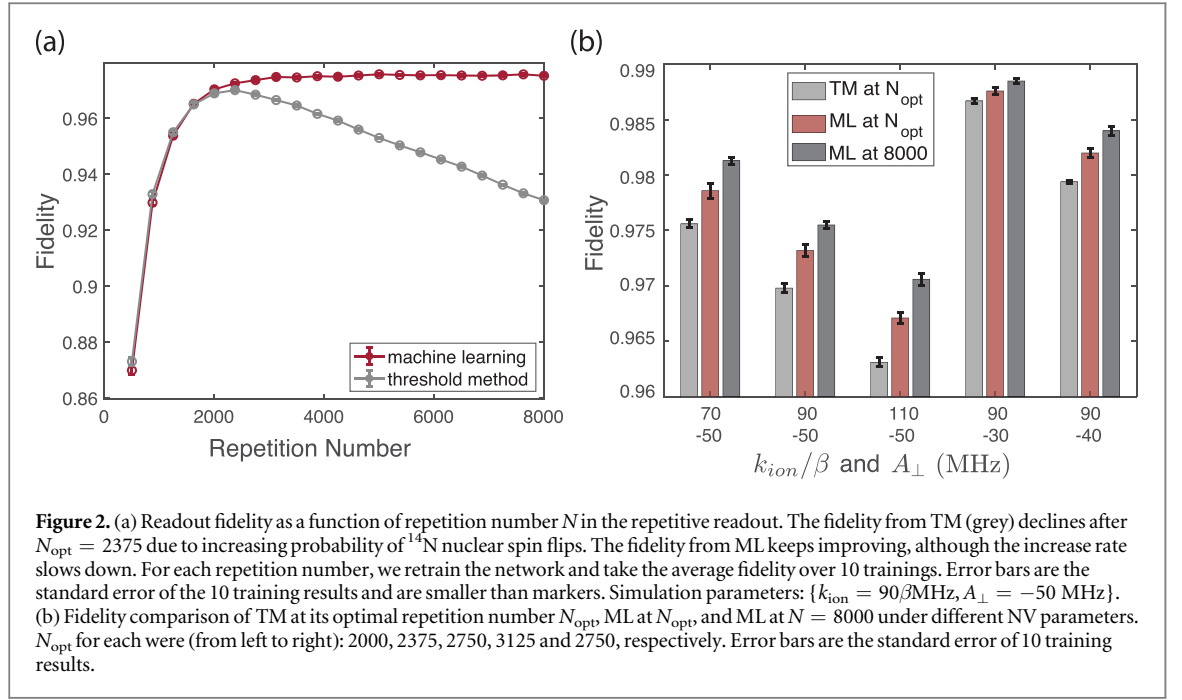 (a)
(b)
0.96
0.94
0.92
0.9
0.88
0.86
Fidelity
0
2000
4000
6000
8000
Repetition Number
machine learning
threshold method
0.99
0.985
0.98
0.975
0.97
0.965
0.96
Fidelity
TM at N_opt
ML at N_opt
ML at 8000
70 90 110 90 90
-50 -50 -50 -30 -40
k_ion/β and A_⊥ (MHz)
Figure 2. (a) Readout fidelity as a function of repetition number N in the repetitive readout. The fidelity from TM (grey) declines after
N_opt = 2375 due to increasing probability of ¹⁴N nuclear spin flips. The fidelity from ML keeps improving, although the increase rate
slows down. For each repetition number, we retrain the network and take the average fidelity over 10 trainings. Error bars are the
standard error of the 10 training results and are smaller than markers. Simulation parameters: {k_ion = 90βMHz, A_⊥ = −50 MHz}.
(b) Fidelity comparison of TM at its optimal repetition number N_opt, ML at N_opt, and ML at N = 8000 under different NV parameters.
N_opt for each were (from left to right): 2000, 2375, 2750, 3125 and 2750, respectively. Error bars are the standard error of 10 training
results.